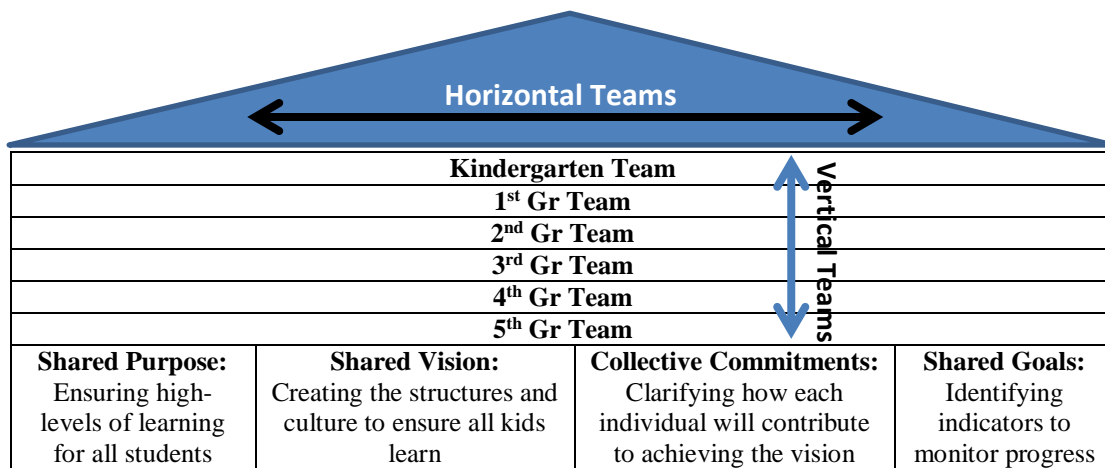 Horizontal Teams
Kindergarten Team
1st Gr Team
2nd Gr Team
3rd Gr Team
4th Gr Team
5th Gr Team
Vertical Teams
Shared Purpose:
Ensuring high-
levels of learning
for all students
Shared Vision:
Creating the structures and
culture to ensure all kids
learn
Collective Commitments:
Clarifying how each
individual will contribute
to achieving the vision
Shared Goals:
Identifying
indicators to
monitor progress